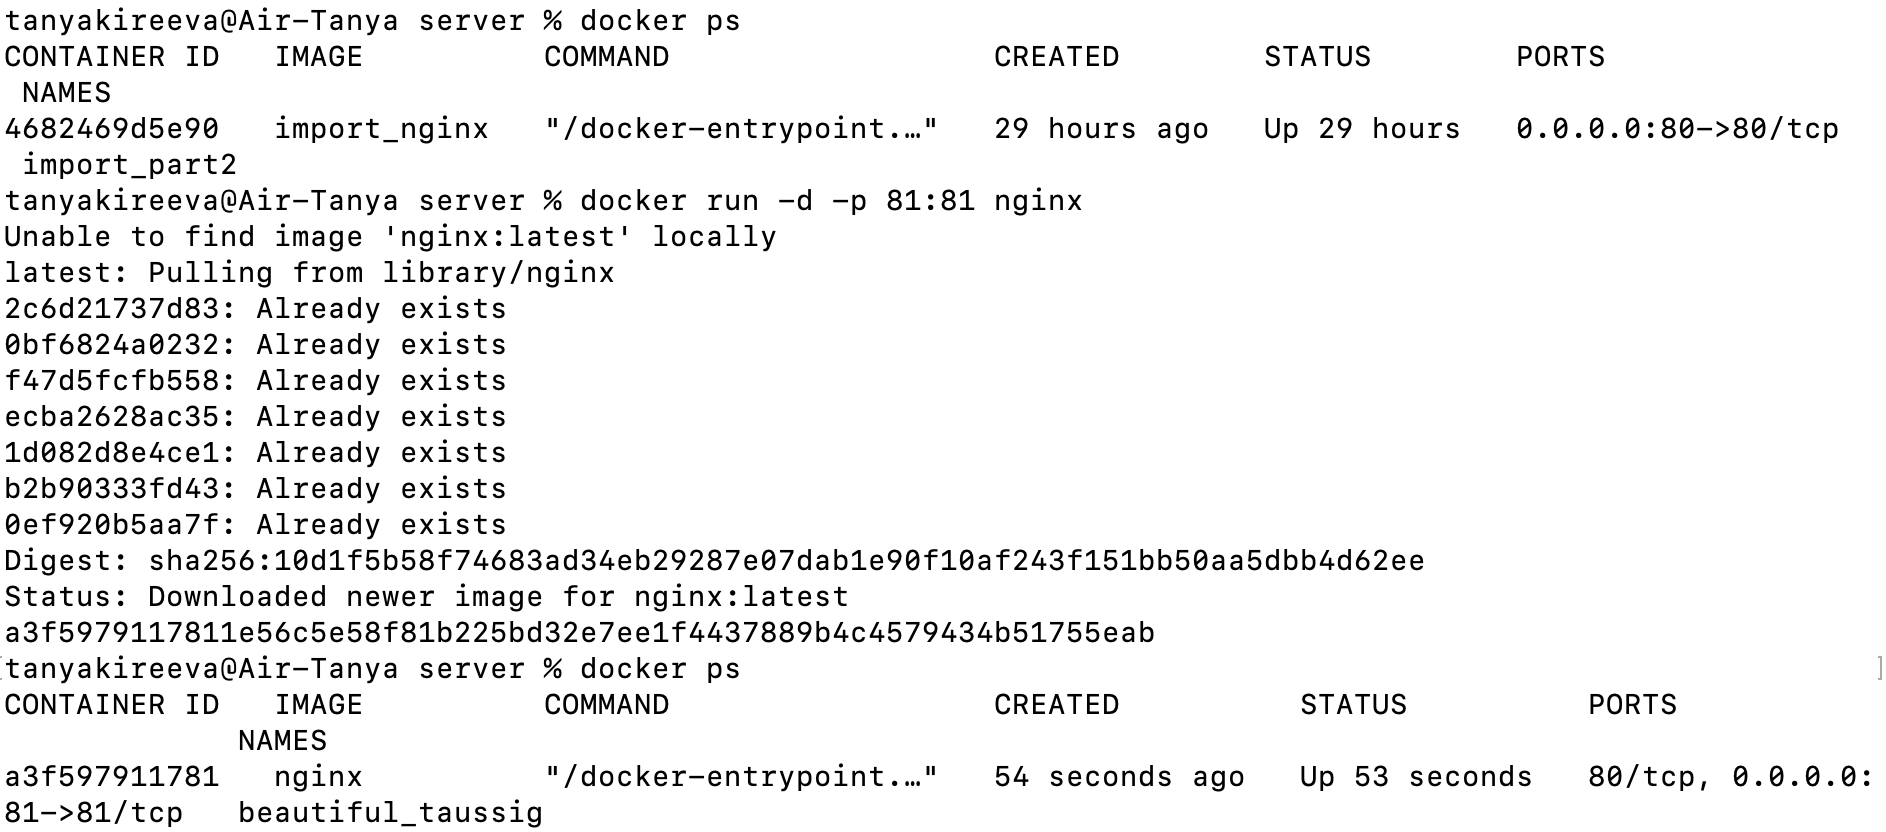 tanyakireeva@Air-Tanya server % docker ps
CONTAINER ID   IMAGE          COMMAND                  CREATED        STATUS        PORTS
 NAMES
4682469d5e90   import_nginx   "/docker-entrypoint.…"   29 hours ago   Up 29 hours   0.0.0.0:80->80/tcp
 import_part2
tanyakireeva@Air-Tanya server % docker run -d -p 81:81 nginx
Unable to find image 'nginx:latest' locally
latest: Pulling from library/nginx
2c6d21737d83: Already exists
0bf6824a0232: Already exists
f47d5fcfb558: Already exists
ecba2628ac35: Already exists
1d082d8e4ce1: Already exists
b2b90333fd43: Already exists
0ef920b5aa7f: Already exists
Digest: sha256:10d1f5b58f74683ad34eb29287e07dab1e90f10af243f151bb50aa5dbb4d62ee
Status: Downloaded newer image for nginx:latest
a3f5979117811e56c5e58f81b225bd32e7ee1f4437889b4c4579434b51755eab
[tanyakireeva@Air-Tanya server % docker ps ]
CONTAINER ID   IMAGE          COMMAND                  CREATED          STATUS          PORTS
             NAMES
a3f597911781   nginx          "/docker-entrypoint.…"   54 seconds ago   Up 53 seconds   80/tcp, 0.0.0.0:
81->81/tcp   beautiful_taussig